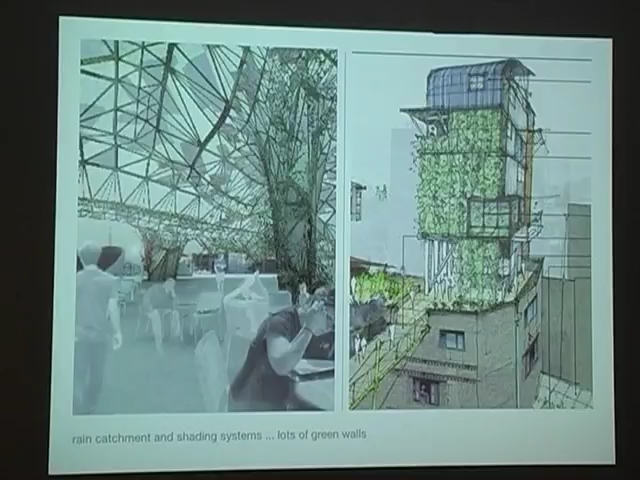 rain catchment and shading systems ... lots of green walls